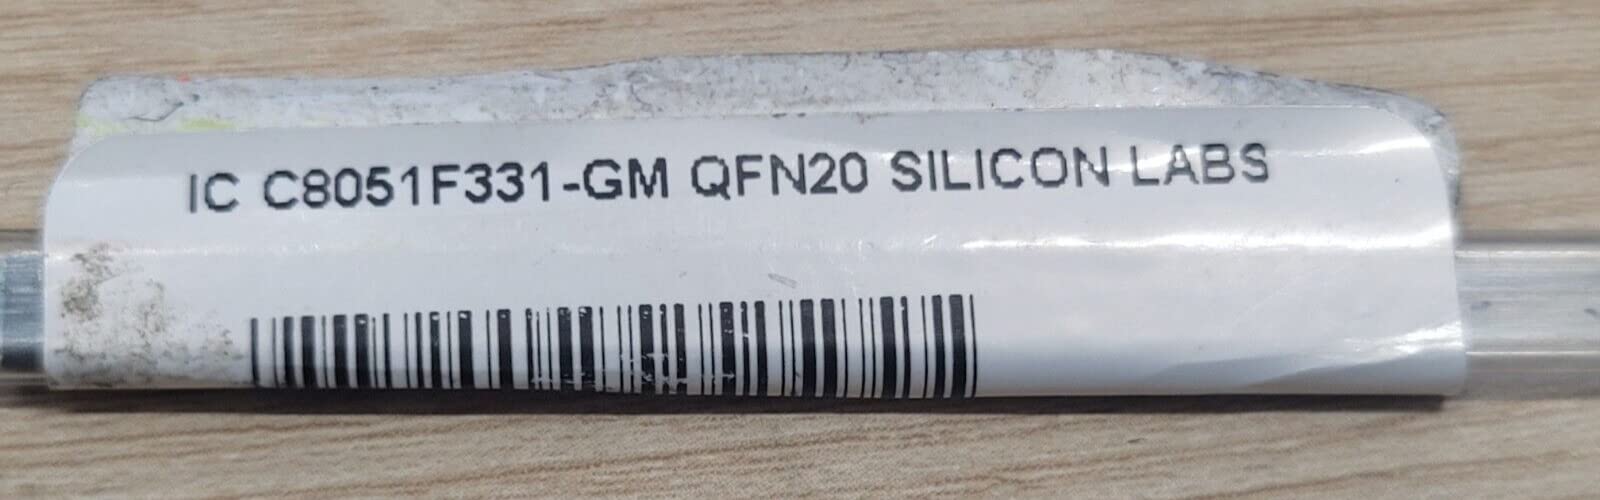 IC C8051F331-GM QFN20 SILICON LABS